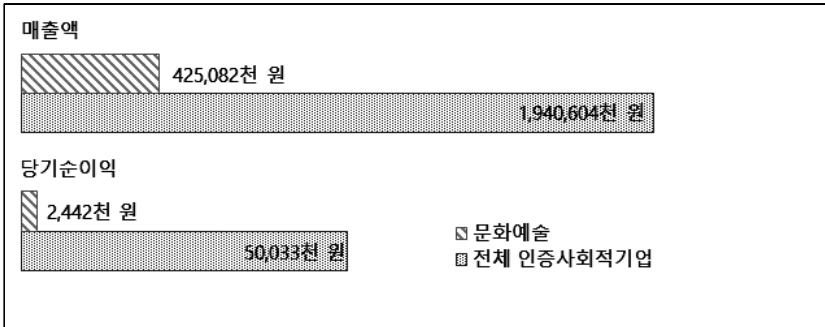 매출액
425,082천 원
1,940,604천 원
당기순이익
2,442천 원
50,033천 원
문화예술
전체 인증사회적기업